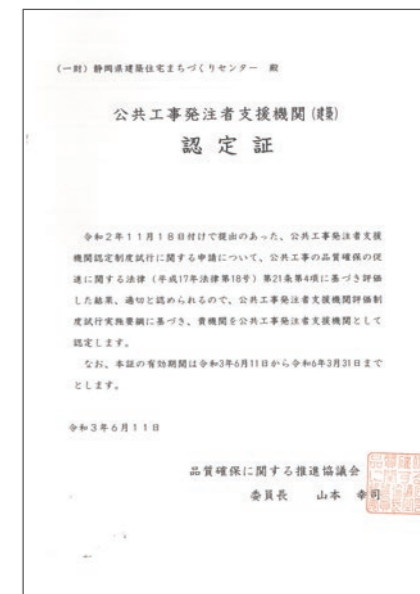 (一財)静岡県建築住宅まちづくりセンター 殿
公共工事発注者支援機関(建築)
認定証
令和2年11月18日付けで提出のあった、公共工事発注者支援
機関認定制度試行に関する申請について、公共工事の品質確保の促
進に関する法律(平成17年法律第18号)第21条第4項に基づき評価
した結果、適切と認められるので、公共工事発注者支援機関評価制
度試行実施要綱に基づき、貴機関を公共工事発注者支援機関として
認定します。
なお、本証の有効期間は令和3年6月11日から令和6年3月31日まで
とします。
令和3年6月11日
品質確保に関する推進協議会
委員長 山本 幸司